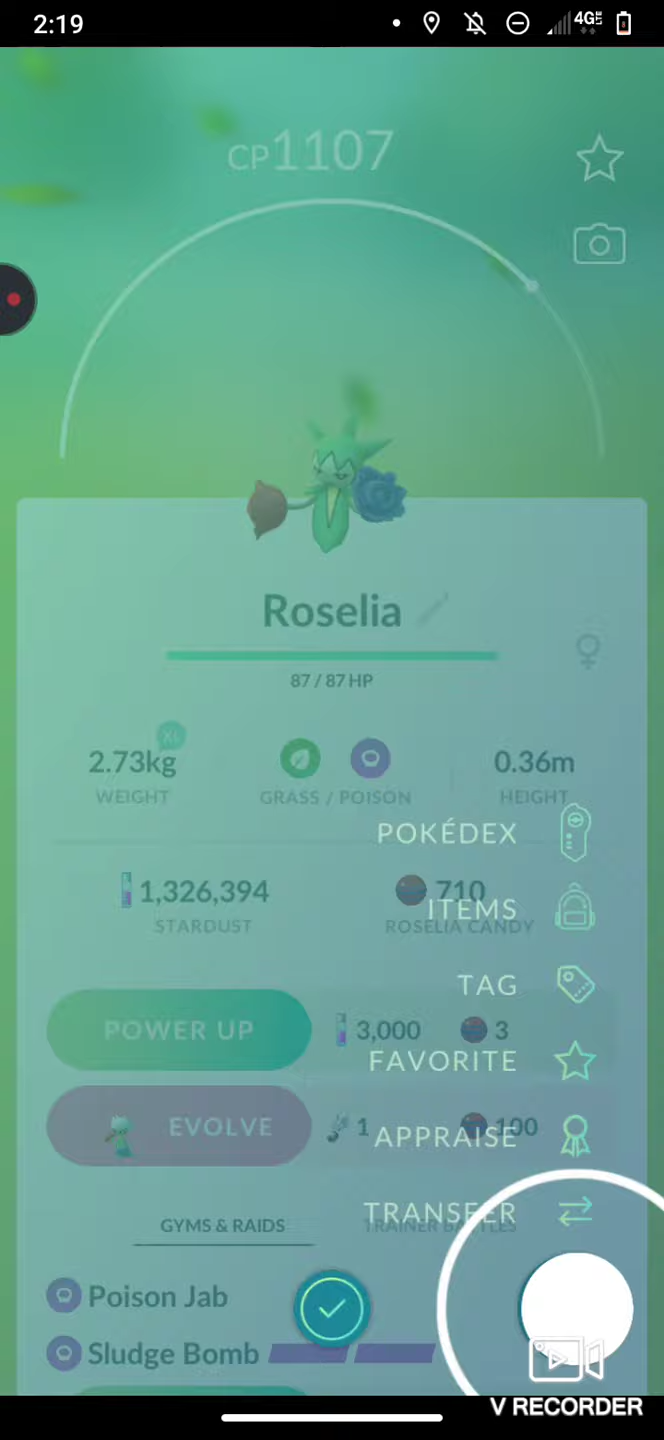 2:19
4G LTE
CP1107
Roselia
87 / 87 HP
XL
2.73kg
WEIGHT
GRASS / POISON
0.36m
HEIGHT
POKÉDEX
1,326,394
STARDUST
710
ROSELIA CANDY
ITEMS
TAG
POWER UP
3,000
3
FAVORITE
EVOLVE
1
100
APPRAISE
GYMS & RAIDS
TRAINER BATTLES
TRANSFER
Poison Jab
Sludge Bomb
V RECORDER